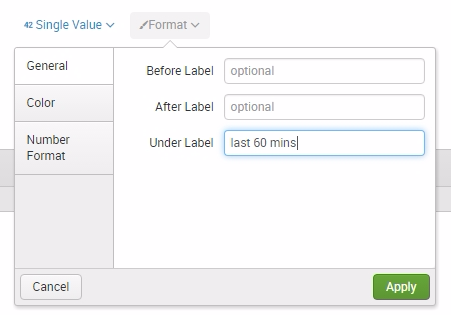 42 Single Value Format
General
Before Label optional
Color
After Label optional
Number
Format
Under Label last 60 mins
Cancel Apply